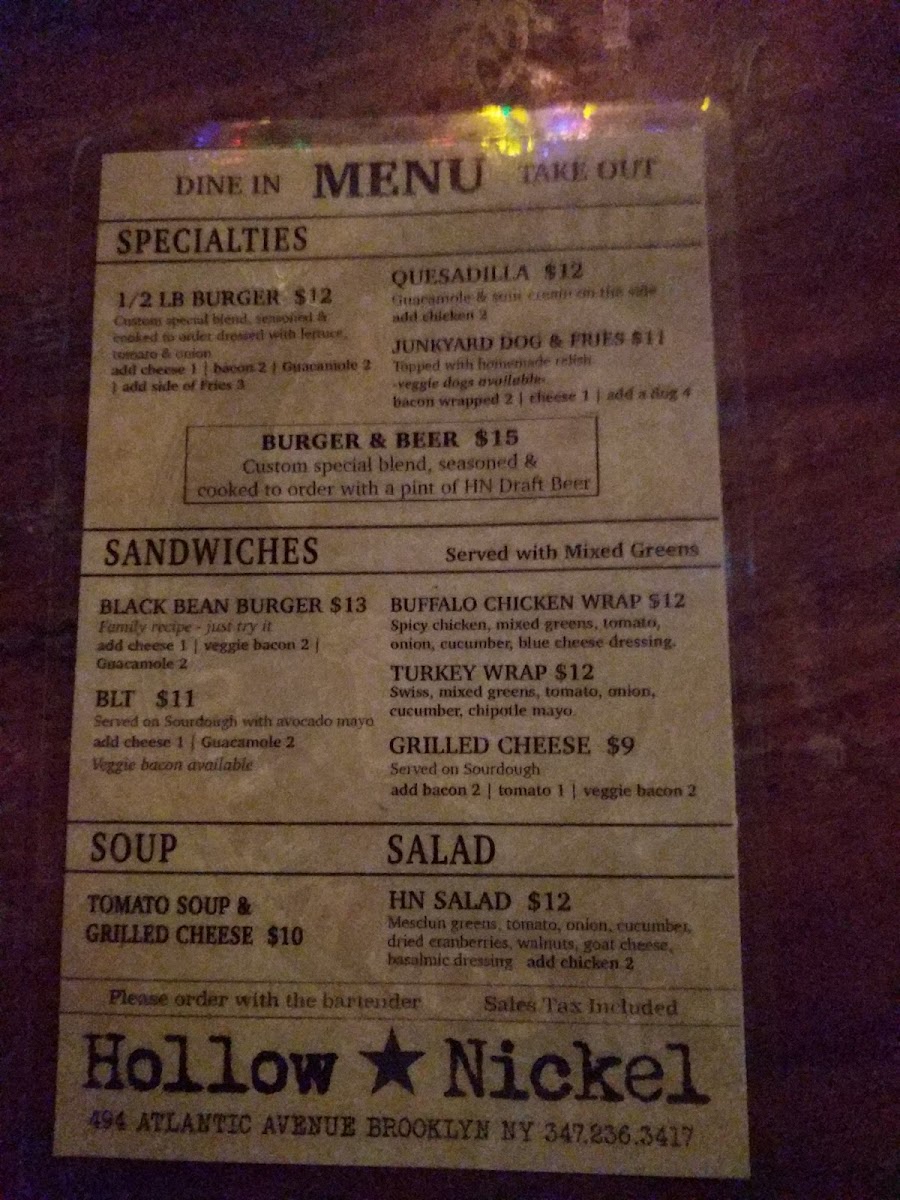 DINE IN MENU TAKE OUT
SPECIALTIES
1/2 LB BURGER $12
Custom special blend, seasoned &
cooked to order dressed with lettuce,
tomato & onion
add cheese 1 | bacon 2 | Guacamole 2
| add side of Fries 3
QUESADILLA $12
Guacamole & sour cream on the side
add chicken 2
JUNKYARD DOG & FRIES $11
Topped with homemade relish
-veggie dogs available-
bacon wrapped 2 | cheese 1 | add a dog 4
BURGER & BEER $15
Custom special blend, seasoned &
cooked to order with a pint of HN Draft Beer
SANDWICHES Served with Mixed Greens
BLACK BEAN BURGER $13
Family recipe - just try it
add cheese 1 | veggie bacon 2 |
Guacamole 2
BLT $11
Served on Sourdough with avocado mayo
add cheese 1 | Guacamole 2
Veggie bacon available
BUFFALO CHICKEN WRAP $12
Spicy chicken, mixed greens, tomato,
onion, cucumber, blue cheese dressing.
TURKEY WRAP $12
Swiss, mixed greens, tomato, onion,
cucumber, chipotle mayo
GRILLED CHEESE $9
Served on Sourdough
add bacon 2 | tomato 1 | veggie bacon 2
SOUP
TOMATO SOUP &
GRILLED CHEESE $10
SALAD
HN SALAD $12
Mesclun greens, tomato, onion, cucumber,
dried cranberries, walnuts, goat cheese,
basalmic dressing add chicken 2
Please order with the bartender Sales Tax Included
Hollow ★ Nickel
494 ATLANTIC AVENUE BROOKLYN NY 347.236.3417